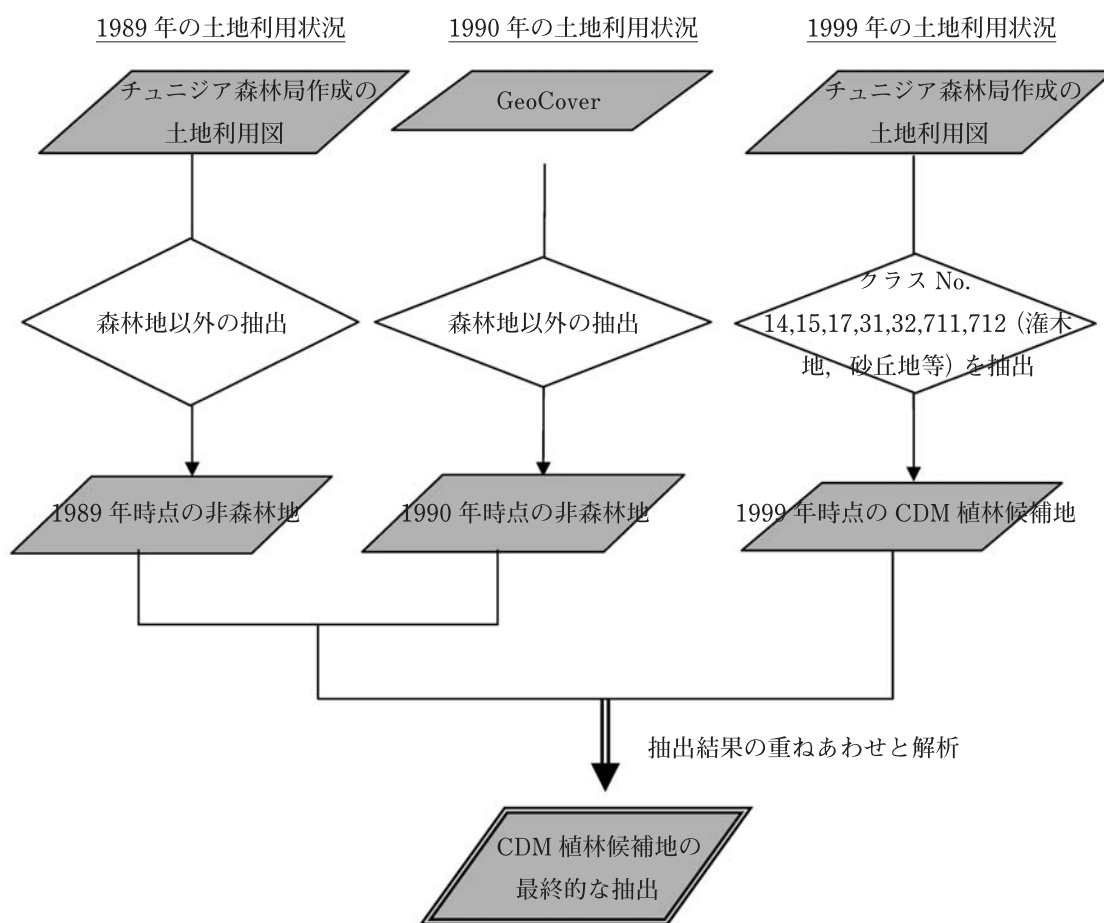 1989 年の土地利用状況
1990 年の土地利用状況
1999 年の土地利用状況
チュニジア森林局作成の
土地利用図
GeoCover
チュニジア森林局作成の
土地利用図
森林地以外の抽出
森林地以外の抽出
クラス No.
14,15,17,31,32,711,712（潅木
地，砂丘地等）を抽出
1989 年時点の非森林地
1990 年時点の非森林地
1999 年時点の CDM 植林候補地
抽出結果の重ねあわせと解析
CDM 植林候補地の
最終的な抽出